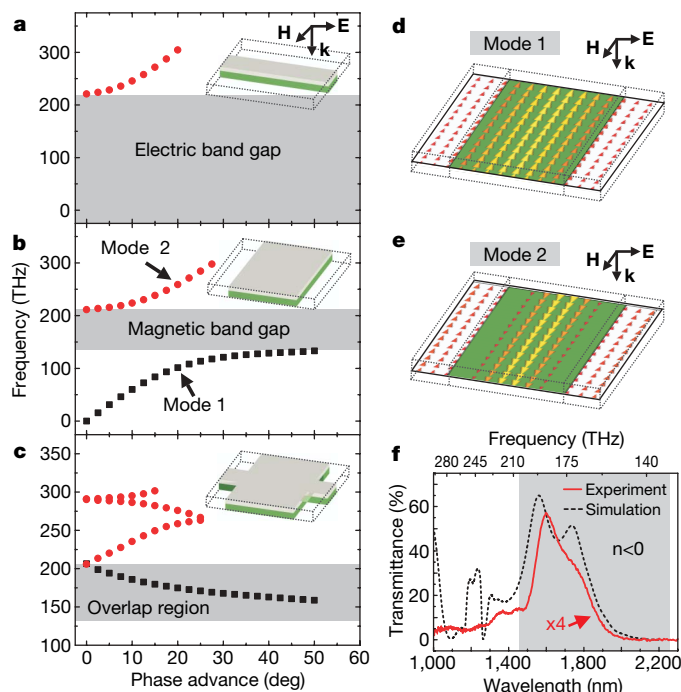 a
H E
k
300
200
100
0
Electric band gap
b
Mode 2
300
200
100
0
Magnetic band gap
Mode 1
Frequency (THz)
c
350
300
250
200
150
100
Overlap region
0 10 20 30 40 50 60
Phase advance (deg)
d
Mode 1
H E
k
e
Mode 2
H E
k
f
Frequency (THz)
280 245 210 175 140
Experiment
Simulation
n<0
x4
60
50
40
30
20
10
0
Transmittance (%)
1,000 1,400 1,800 2,200
Wavelength (nm)